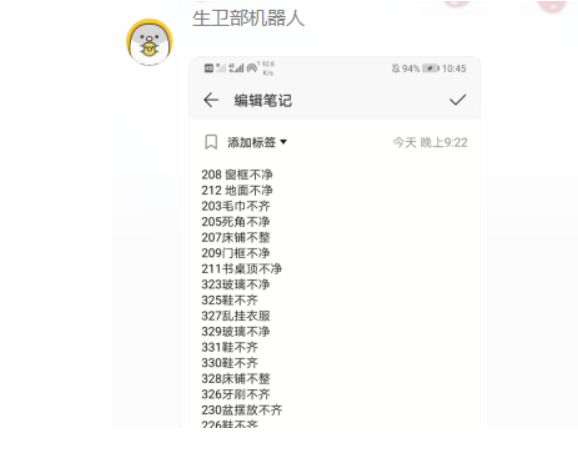 生卫部机器人
94% 10:45
编辑笔记
添加标签 今天 晚上9:22
208 窗框不净
212 地面不净
203毛巾不齐
205死角不净
207床铺不整
209门框不净
211书桌顶不净
323玻璃不净
325鞋不齐
327乱挂衣服
329玻璃不净
331鞋不齐
330鞋不齐
328床铺不整
326牙刷不齐
230盆摆放不齐
226鞋不齐